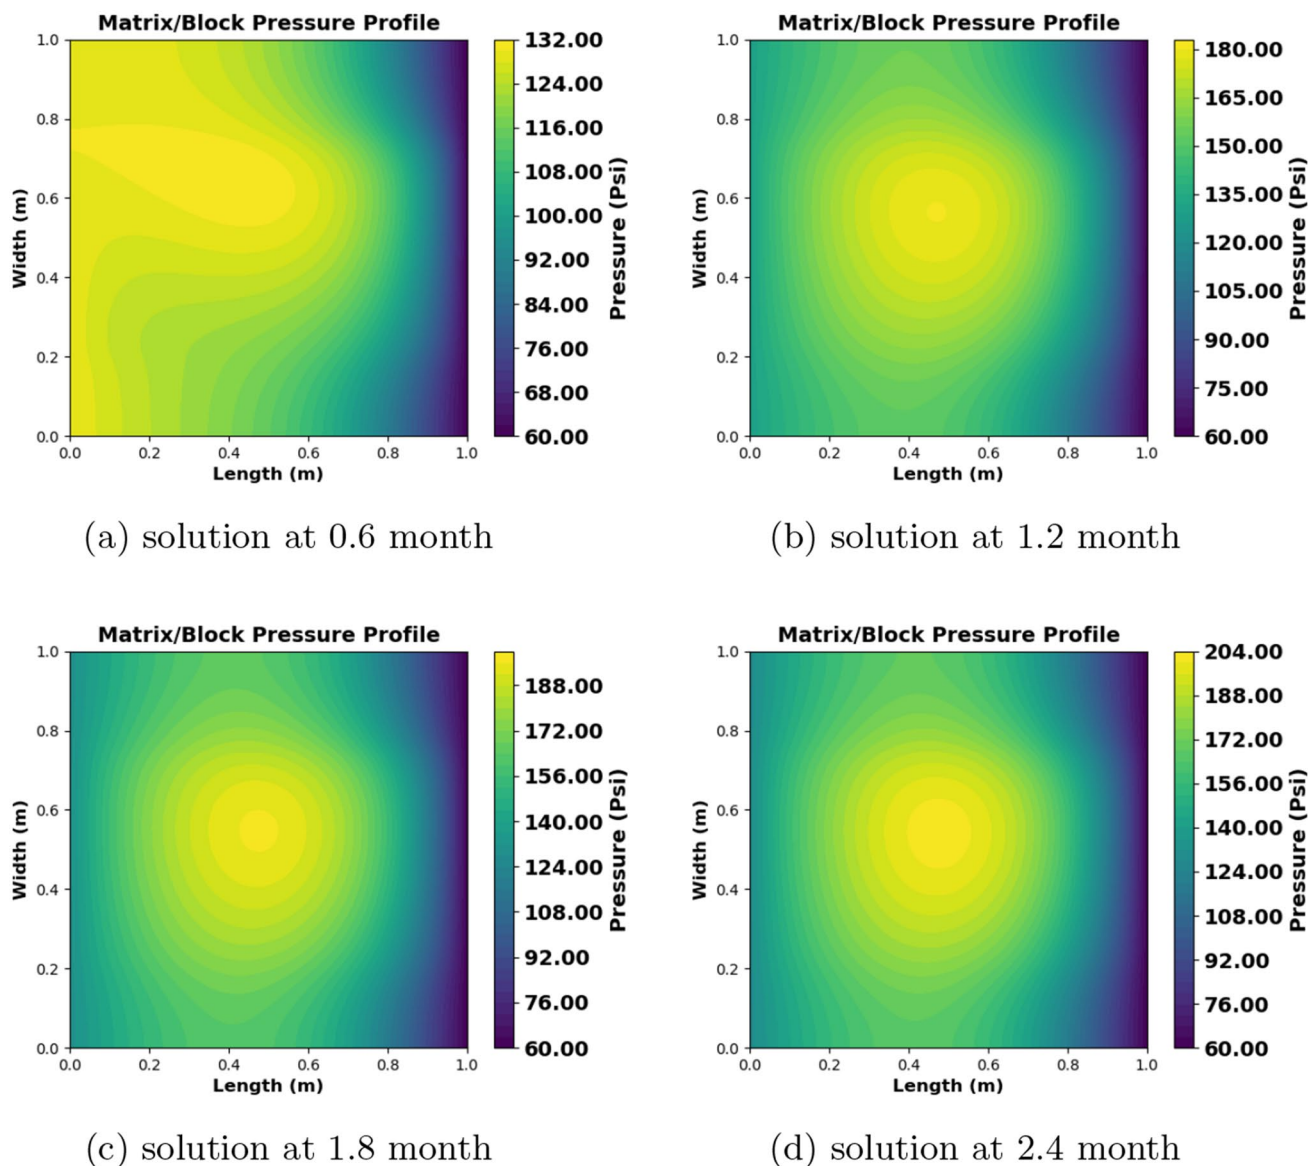 Matrix/Block Pressure Profile
1.0
0.8
0.6
0.4
0.2
0.0
Width (m)
0.0 0.2 0.4 0.6 0.8 1.0
Length (m)
132.00
124.00
116.00
108.00
100.00
92.00
84.00
76.00
68.00
60.00
Pressure (Psi)
(a) solution at 0.6 month
Matrix/Block Pressure Profile
1.0
0.8
0.6
0.4
0.2
0.0
Width (m)
0.0 0.2 0.4 0.6 0.8 1.0
Length (m)
180.00
165.00
150.00
135.00
120.00
105.00
90.00
75.00
60.00
Pressure (Psi)
(b) solution at 1.2 month
Matrix/Block Pressure Profile
1.0
0.8
0.6
0.4
0.2
0.0
Width (m)
0.0 0.2 0.4 0.6 0.8 1.0
Length (m)
188.00
172.00
156.00
140.00
124.00
108.00
92.00
76.00
60.00
Pressure (Psi)
(c) solution at 1.8 month
Matrix/Block Pressure Profile
1.0
0.8
0.6
0.4
0.2
0.0
Width (m)
0.0 0.2 0.4 0.6 0.8 1.0
Length (m)
204.00
188.00
172.00
156.00
140.00
124.00
108.00
92.00
76.00
60.00
Pressure (Psi)
(d) solution at 2.4 month